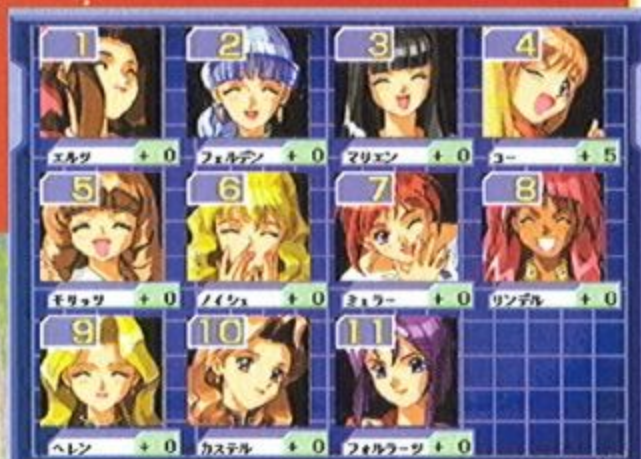 1 2 3 4
エルツ + 0 フェルデン + 0 マリエン + 0 コー + 5
5 6 7 8
モリッツ + 0 ノイシュ + 0 ミュラー + 0 リンデル + 0
9 10 11
ヘレン + 0 カステル + 0 フォルラーツ + 0